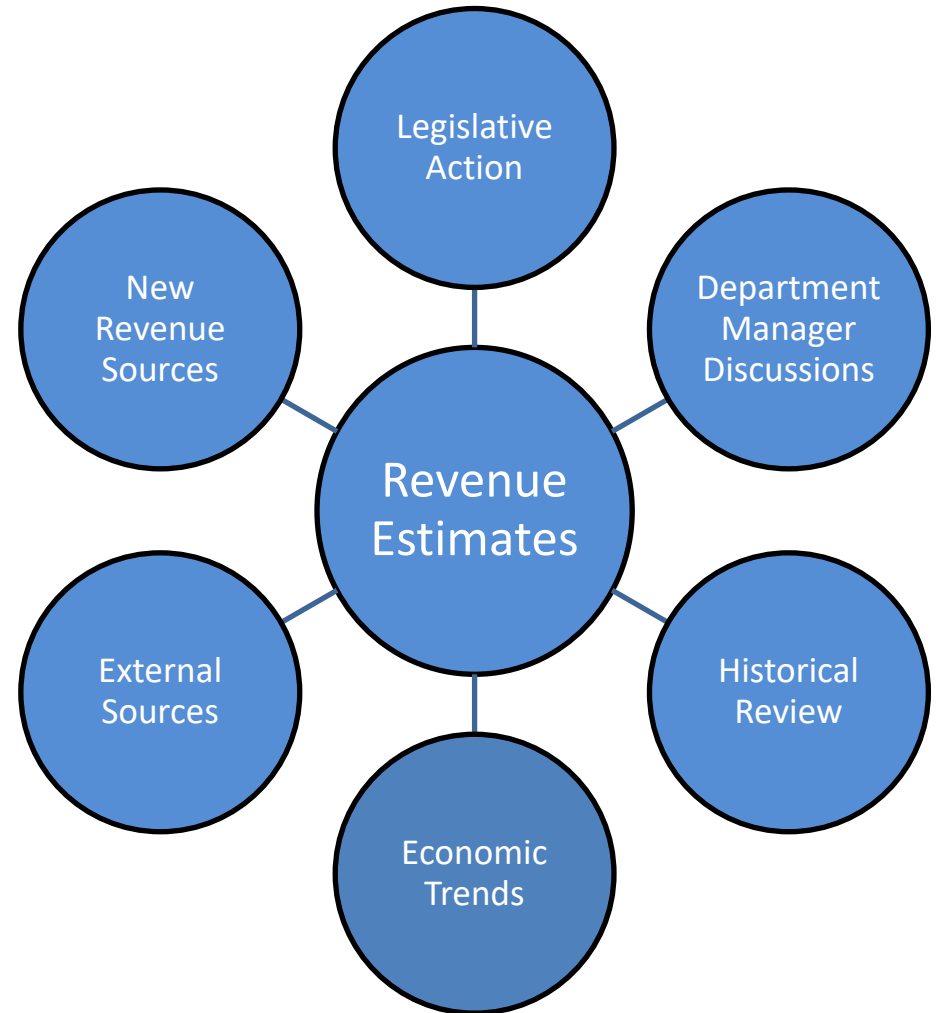 Legislative
Action
New
Revenue
Sources
Department
Manager
Discussions
Revenue
Estimates
External
Sources
Historical
Review
Economic
Trends